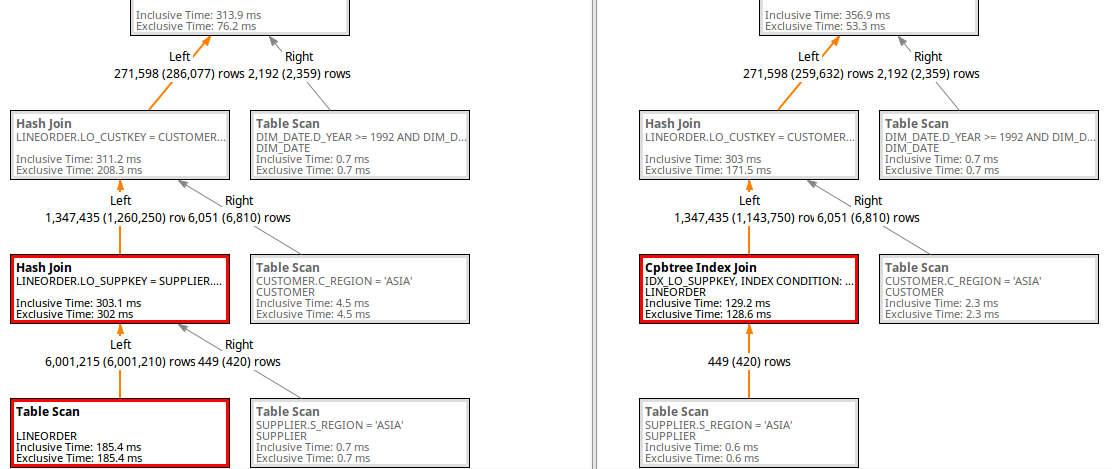 Inclusive Time: 313.9 ms
Exclusive Time: 76.2 ms
Left
Right
271,598 (286,077) rows
2,192 (2,359) rows
Hash Join
LINEORDER.LO_CUSTKEY = CUSTOMER...
Inclusive Time: 311.2 ms
Exclusive Time: 208.3 ms
Table Scan
DIM_DATE.D_YEAR >= 1992 AND DIM_D...
DIM_DATE
Inclusive Time: 0.7 ms
Exclusive Time: 0.7 ms
Left
Right
1,347,435 (1,260,250) rov
6,051 (6,810) rows
Hash Join
LINEORDER.LO_SUPPKEY = SUPPLIER....
Inclusive Time: 303.1 ms
Exclusive Time: 302 ms
Table Scan
CUSTOMER.C_REGION = 'ASIA'
CUSTOMER
Inclusive Time: 4.5 ms
Exclusive Time: 4.5 ms
Left
Right
6,001,215 (6,001,210) rows
449 (420) rows
Table Scan
LINEORDER
Inclusive Time: 185.4 ms
Exclusive Time: 185.4 ms
Table Scan
SUPPLIER.S_REGION = 'ASIA'
SUPPLIER
Inclusive Time: 0.7 ms
Exclusive Time: 0.7 ms
Inclusive Time: 356.9 ms
Exclusive Time: 53.3 ms
Left
Right
271,598 (259,632) rows
2,192 (2,359) rows
Hash Join
LINEORDER.LO_CUSTKEY = CUSTOMER...
Inclusive Time: 303 ms
Exclusive Time: 171.5 ms
Table Scan
DIM_DATE.D_YEAR >= 1992 AND DIM_D...
DIM_DATE
Inclusive Time: 0.7 ms
Exclusive Time: 0.7 ms
Left
Right
1,347,435 (1,143,750) rov
6,051 (6,810) rows
Cpbtree Index Join
IDX_LO_SUPPKEY, INDEX CONDITION: ...
LINEORDER
Inclusive Time: 129.2 ms
Exclusive Time: 128.6 ms
Table Scan
CUSTOMER.C_REGION = 'ASIA'
CUSTOMER
Inclusive Time: 2.3 ms
Exclusive Time: 2.3 ms
449 (420) rows
Table Scan
SUPPLIER.S_REGION = 'ASIA'
SUPPLIER
Inclusive Time: 0.6 ms
Exclusive Time: 0.6 ms